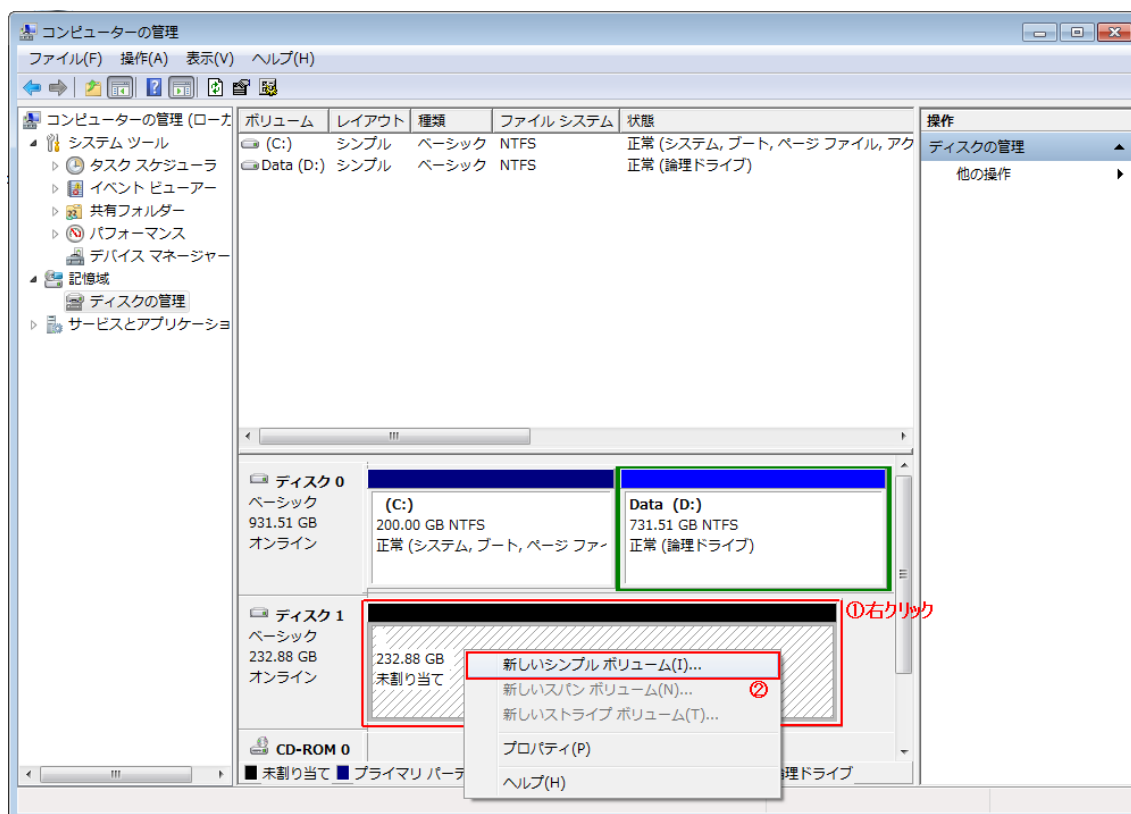 コンピューターの管理
ファイル(F) 操作(A) 表示(V) ヘルプ(H)
コンピューターの管理 (ローカ
システム ツール
タスク スケジューラ
イベント ビューアー
共有フォルダー
パフォーマンス
デバイス マネージャー
記憶域
ディスクの管理
サービスとアプリケーショ
ボリューム レイアウト 種類 ファイル システム 状態
(C:) シンプル ベーシック NTFS 正常 (システム, ブート, ページ ファイル, アク
Data (D:) シンプル ベーシック NTFS 正常 (論理ドライブ)
操作
ディスクの管理
他の操作
ディスク 0
ベーシック
931.51 GB
オンライン
(C:)
200.00 GB NTFS
正常 (システム, ブート, ページ ファイ
Data (D:)
731.51 GB NTFS
正常 (論理ドライブ)
ディスク 1
ベーシック
232.88 GB
オンライン
232.88 GB
未割り当て
①右クリック
新しいシンプル ボリューム(I)...
新しいスパン ボリューム(N)...
②
新しいストライプ ボリューム(T)...
プロパティ(P)
ヘルプ(H)
CD-ROM 0
未割り当て プライマリ パーテ 理ドライブ